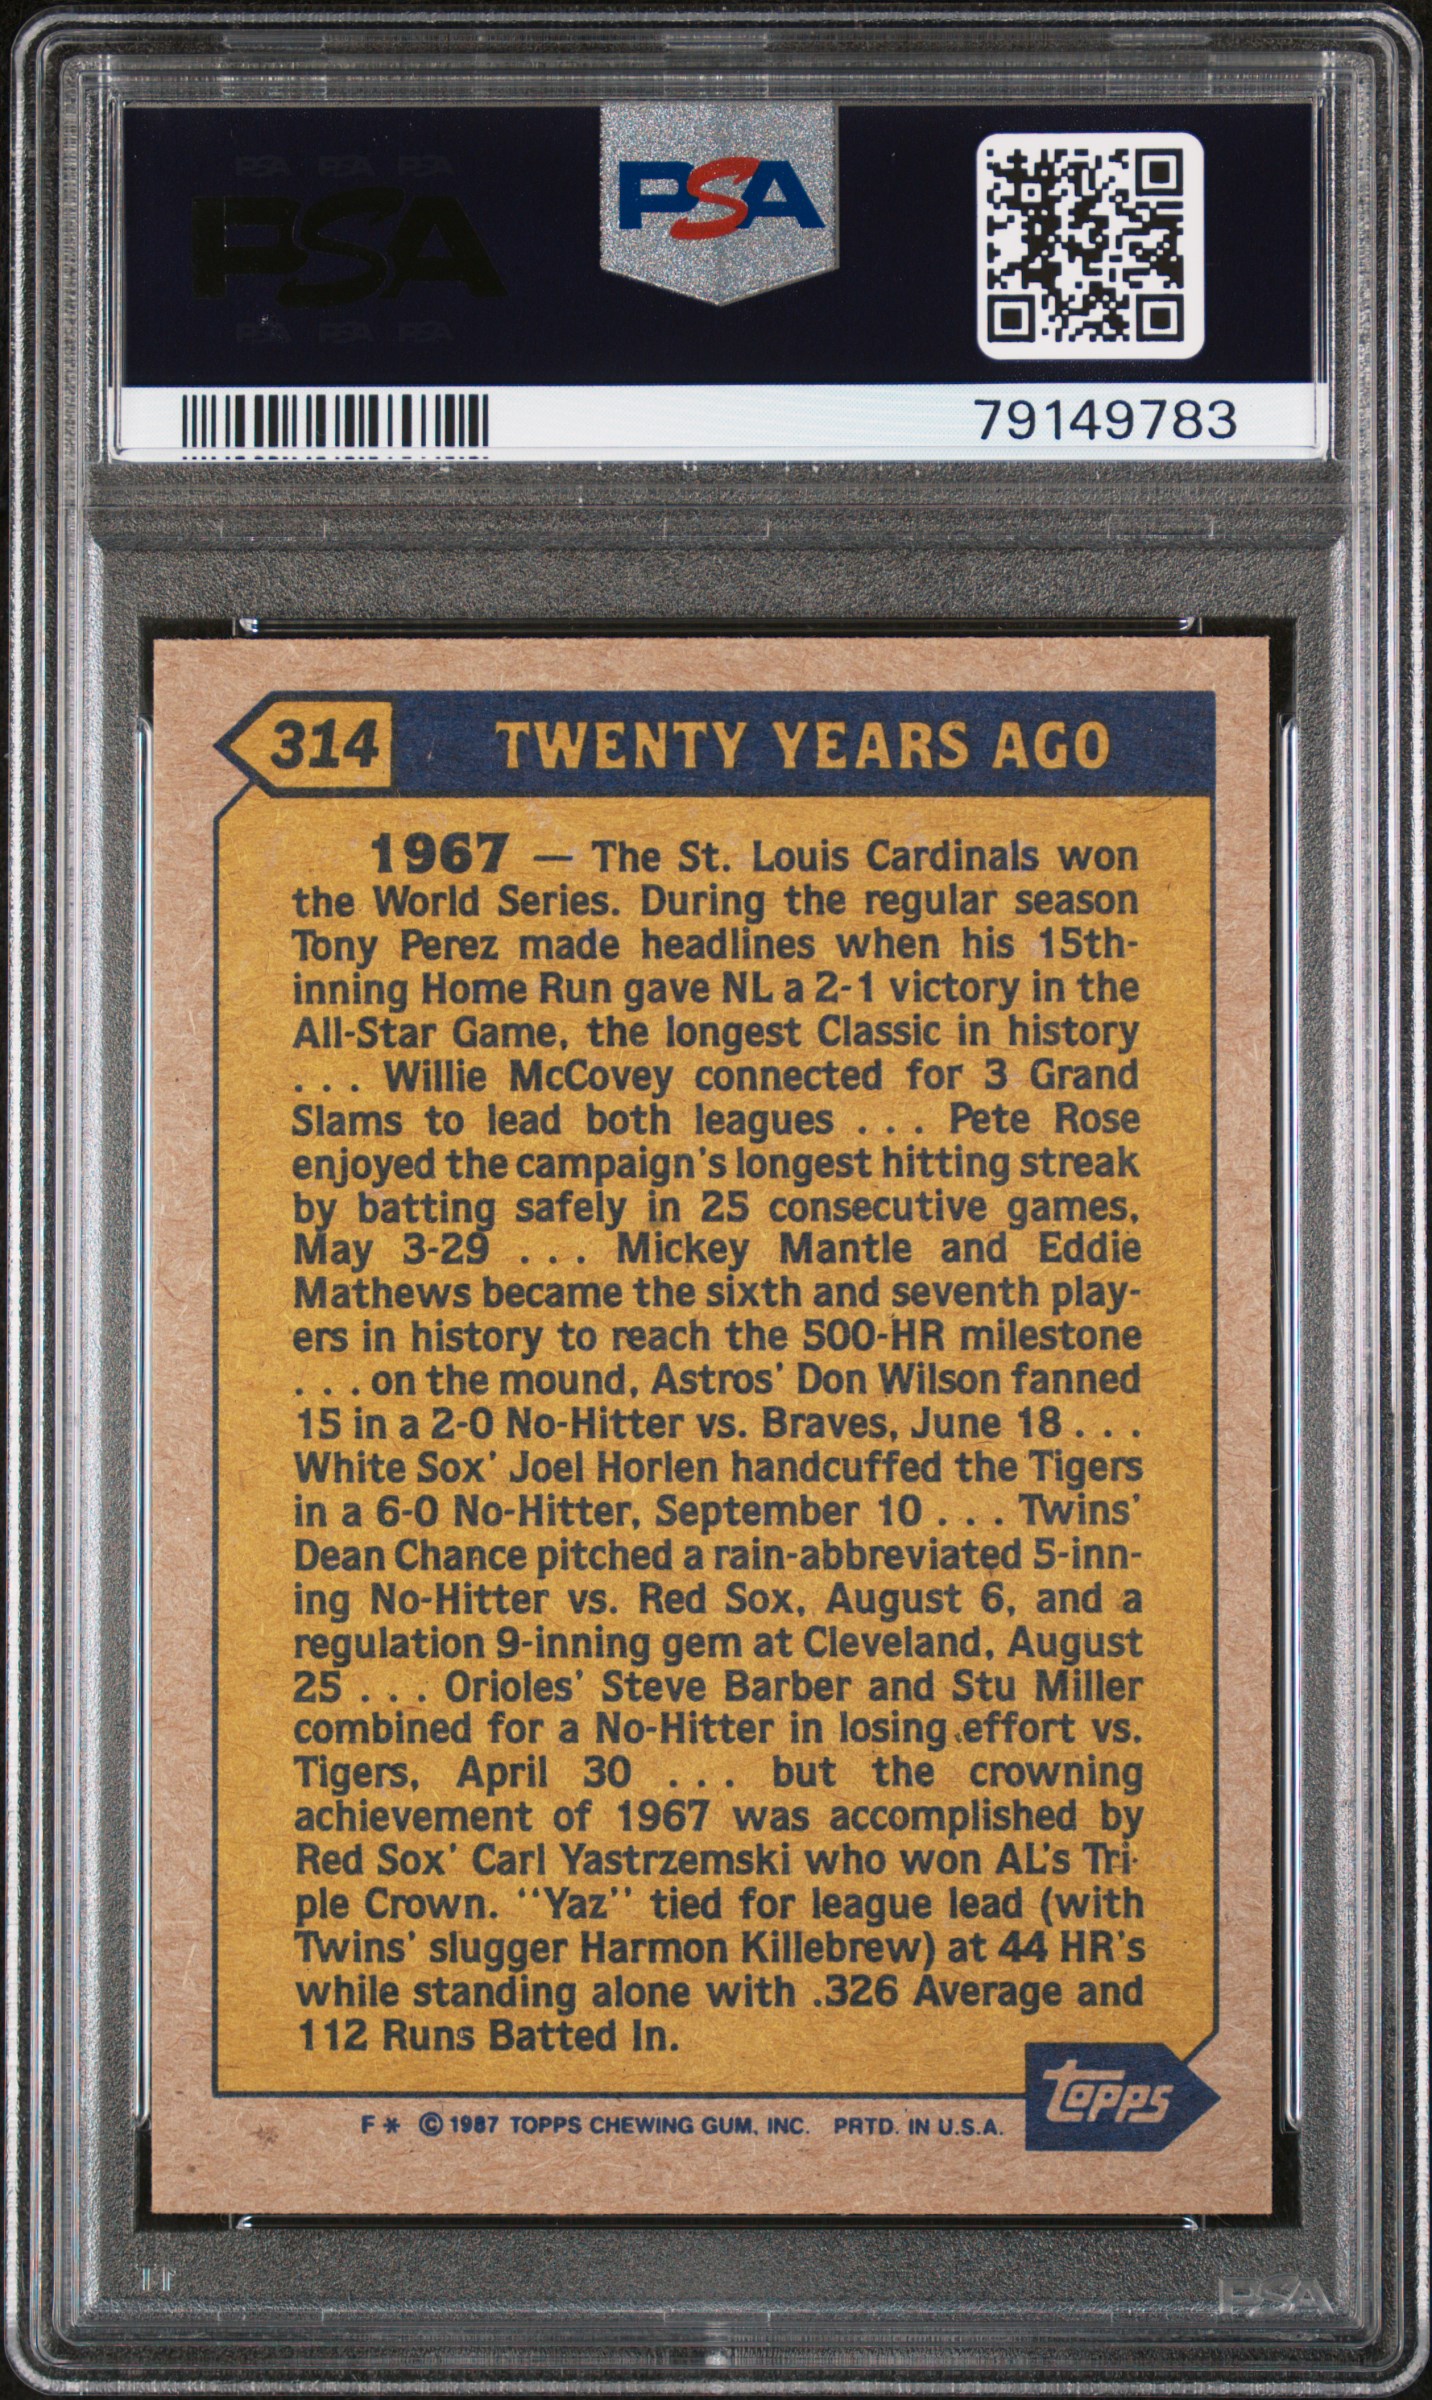 PSA PSA PSA
PSA
PSA PSA PSA
PSA
79149783
314 TWENTY YEARS AGO
1967 — The St. Louis Cardinals won
the World Series. During the regular season
Tony Perez made headlines when his 15th-
inning Home Run gave NL a 2-1 victory in the
All-Star Game, the longest Classic in history
. . . Willie McCovey connected for 3 Grand
Slams to lead both leagues . . . Pete Rose
enjoyed the campaign's longest hitting streak
by batting safely in 25 consecutive games,
May 3-29 . . . Mickey Mantle and Eddie
Mathews became the sixth and seventh play-
ers in history to reach the 500-HR milestone
. . . on the mound, Astros' Don Wilson fanned
15 in a 2-0 No-Hitter vs. Braves, June 18 . . .
White Sox' Joel Horlen handcuffed the Tigers
in a 6-0 No-Hitter, September 10 . . . Twins'
Dean Chance pitched a rain-abbreviated 5-inn-
ing No-Hitter vs. Red Sox, August 6, and a
regulation 9-inning gem at Cleveland, August
25 . . . Orioles' Steve Barber and Stu Miller
combined for a No-Hitter in losing effort vs.
Tigers, April 30 . . . but the crowning
achievement of 1967 was accomplished by
Red Sox' Carl Yastrzemski who won AL's Tri-
ple Crown. "Yaz" tied for league lead (with
Twins' slugger Harmon Killebrew) at 44 HR's
while standing alone with .326 Average and
112 Runs Batted In.
topps
F * © 1987 TOPPS CHEWING GUM, INC. PRTD. IN U.S.A.
PSA